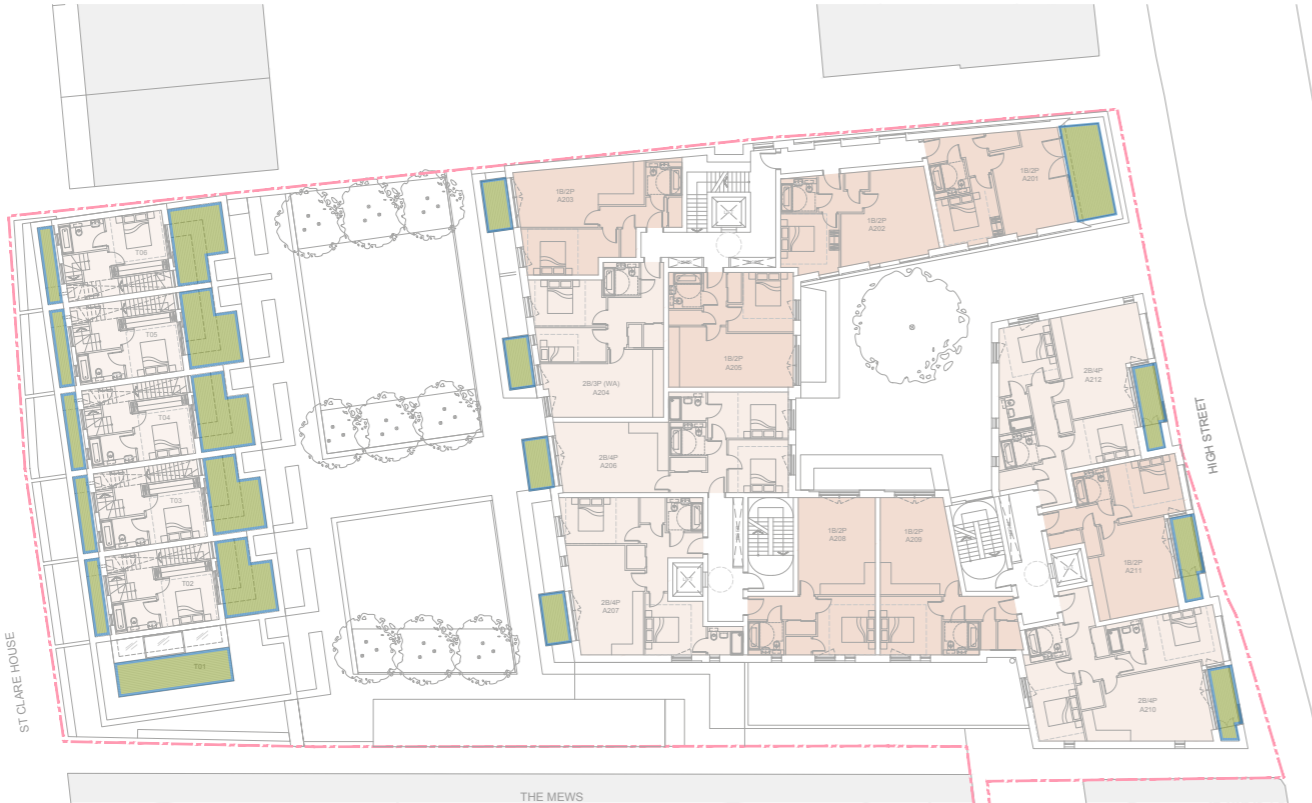 1B/2P
A201
1B/2P
A203
1B/2P
A202
T06
T05
1B/2P
A205
2B/3P (WA)
A204
2B/4P
A212
T04
HIGH STREET
2B/4P
A206
T03
1B/2P
A208
1B/2P
A209
1B/2P
A211
T02
2B/4P
A207
T01
2B/4P
A210
ST CLARE HOUSE
THE MEWS